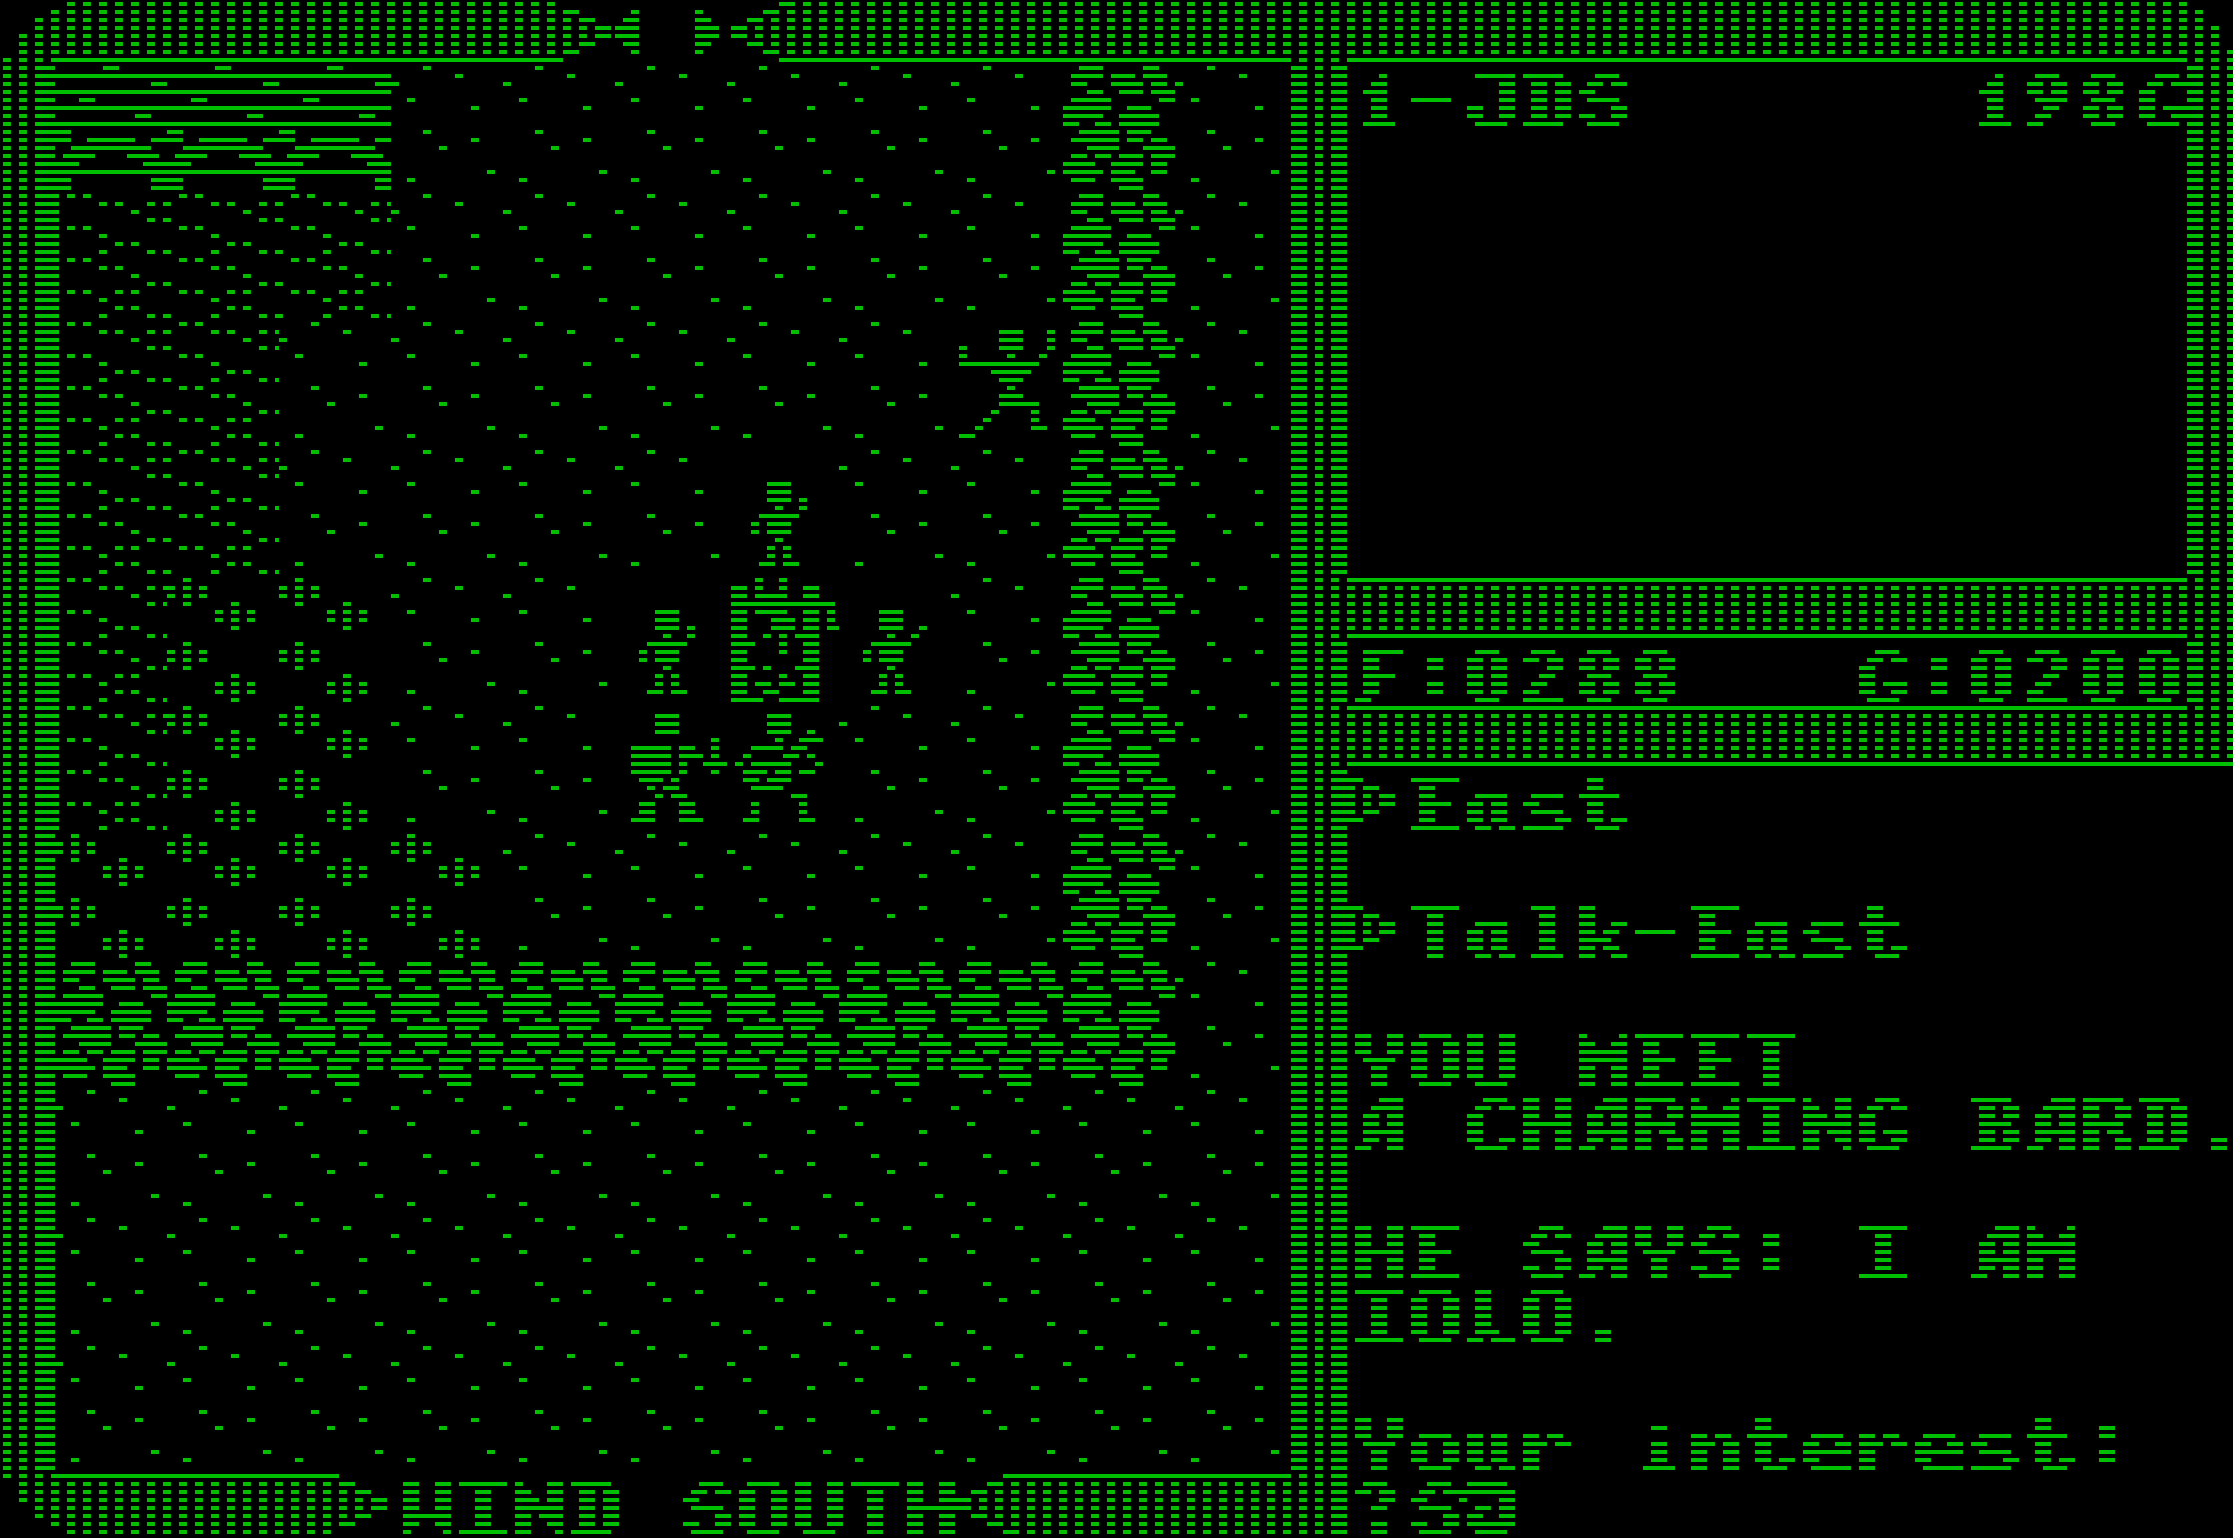 1-JDS 198G
F:0288 G:0200
East
Talk-East
YOU MEET
A CHARMING BARD.
HE SAYS: I AM
IOLO.
Your interest:
WIND SOUTH